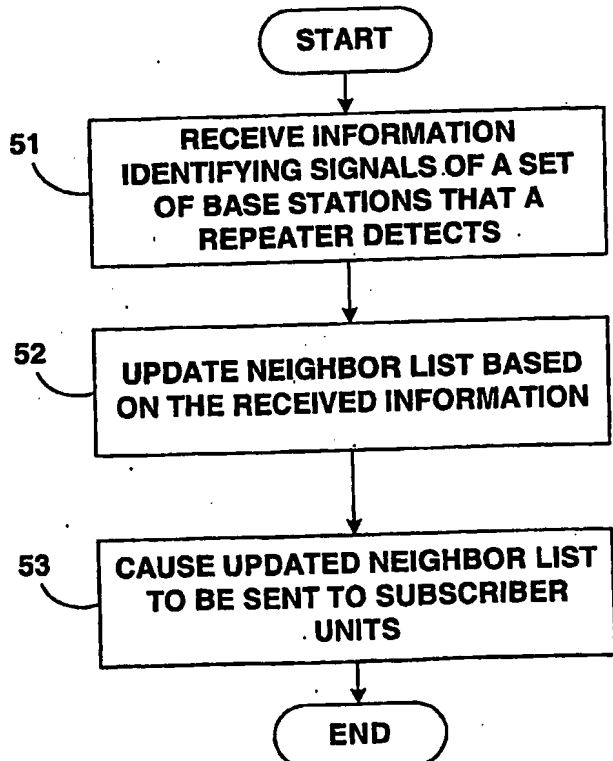 START
51
RECEIVE INFORMATION
IDENTIFYING SIGNALS OF A SET
OF BASE STATIONS THAT A
REPEATER DETECTS
52
UPDATE NEIGHBOR LIST BASED
ON THE RECEIVED INFORMATION
53
CAUSE UPDATED NEIGHBOR LIST
TO BE SENT TO SUBSCRIBER
UNITS
END